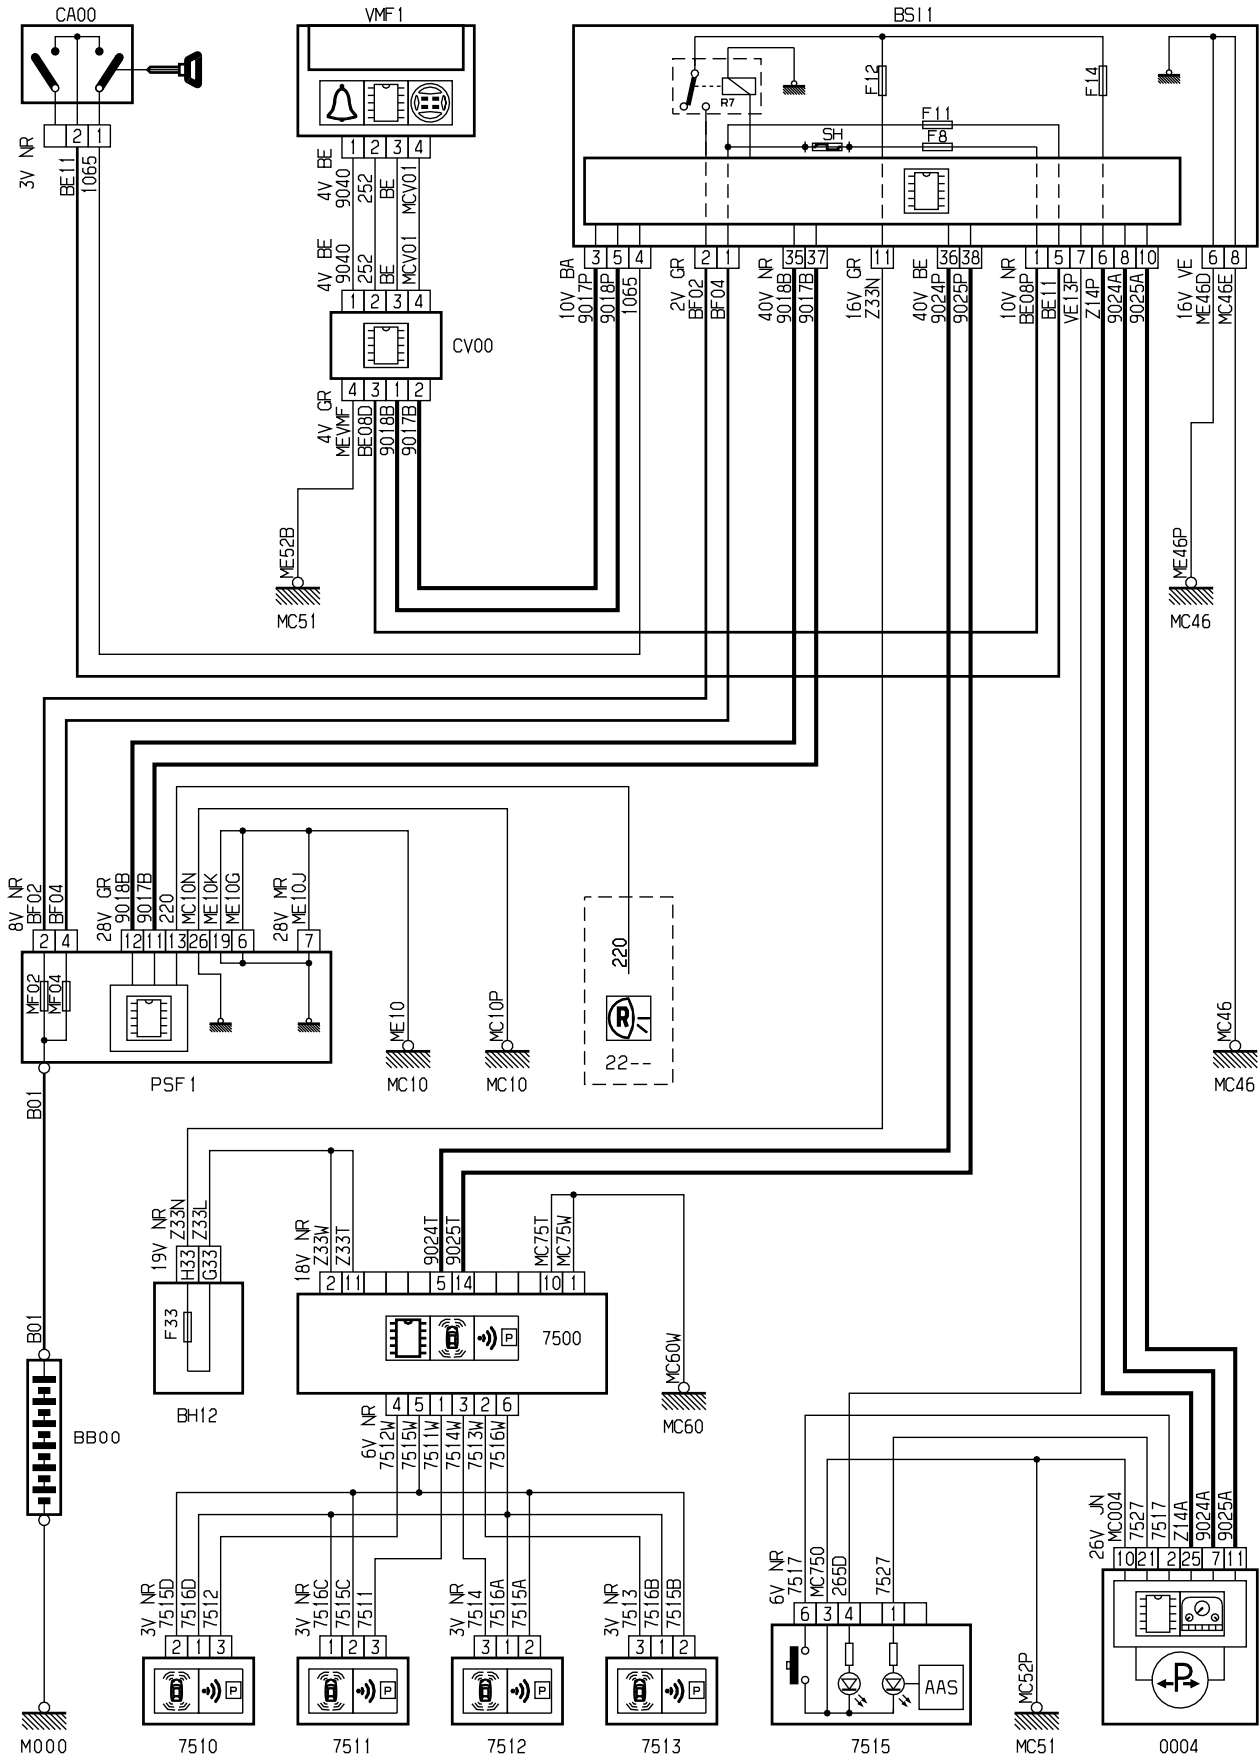 CA00
VMF1
BSI1
F12
F14
R7
F11
SH
F8
2 1
3V NR
BE11
1065
1 2 3 4
4V BE
9040
252
BE
MCV01
4V BE
9040
252
BE
MCV01
1 2 3 4
CV00
4 3 1 2
4V GR
MEVMF
BE08D
9018B
9017B
3 5 4 2 1 35 37 11 36 38 1 5 7 6 8 10 6 8
10V BA
9017P
9018P
1065
2V GR
BF02
BF04
40V NR
9018B
9017B
16V GR
Z33N
40V BE
9024P
9025P
10V NR
BE08P
BE11
VE13P
Z14P
9024A
9025A
16V VE
ME46D
MC46E
ME52B
MC51
ME46P
MC46
8V NR
BF02
BF04
28V GR
9018B
9017B
220
MC10N
ME10K
ME10G
28V MR
ME10J
2 4 12 11 13 26 19 6 7
MF02
MF04
PSF1
ME10
MC10
MC10P
MC10
220
R
22--
MC46
MC46
B01
19V NR
Z33N
Z33L
H33
G33
F33
BH12
18V NR
Z33W
Z33T
9024T
9025T
MC75T
MC75W
2 11 5 14 10 1
P
7500
MC60W
MC60
4 5 1 3 2 6
6V NR
7512W
7515W
7511W
7514W
7513W
7516W
B01
BB00
M000
3V NR
7515D
7516D
7512
2 1 3
P
7510
3V NR
7516C
7515C
7511
1 2 3
P
7511
3V NR
7514
7516A
7515A
3 1 2
P
7512
3V NR
7513
7516B
7515B
3 1 2
P
7513
6V NR
7517
MC750
265D
7527
6 3 4 1
AAS
7515
MC52P
MC51
26V JN
MC004
7527
7517
Z14A
9024A
9025A
10 21 2 25 7 11
P
0004